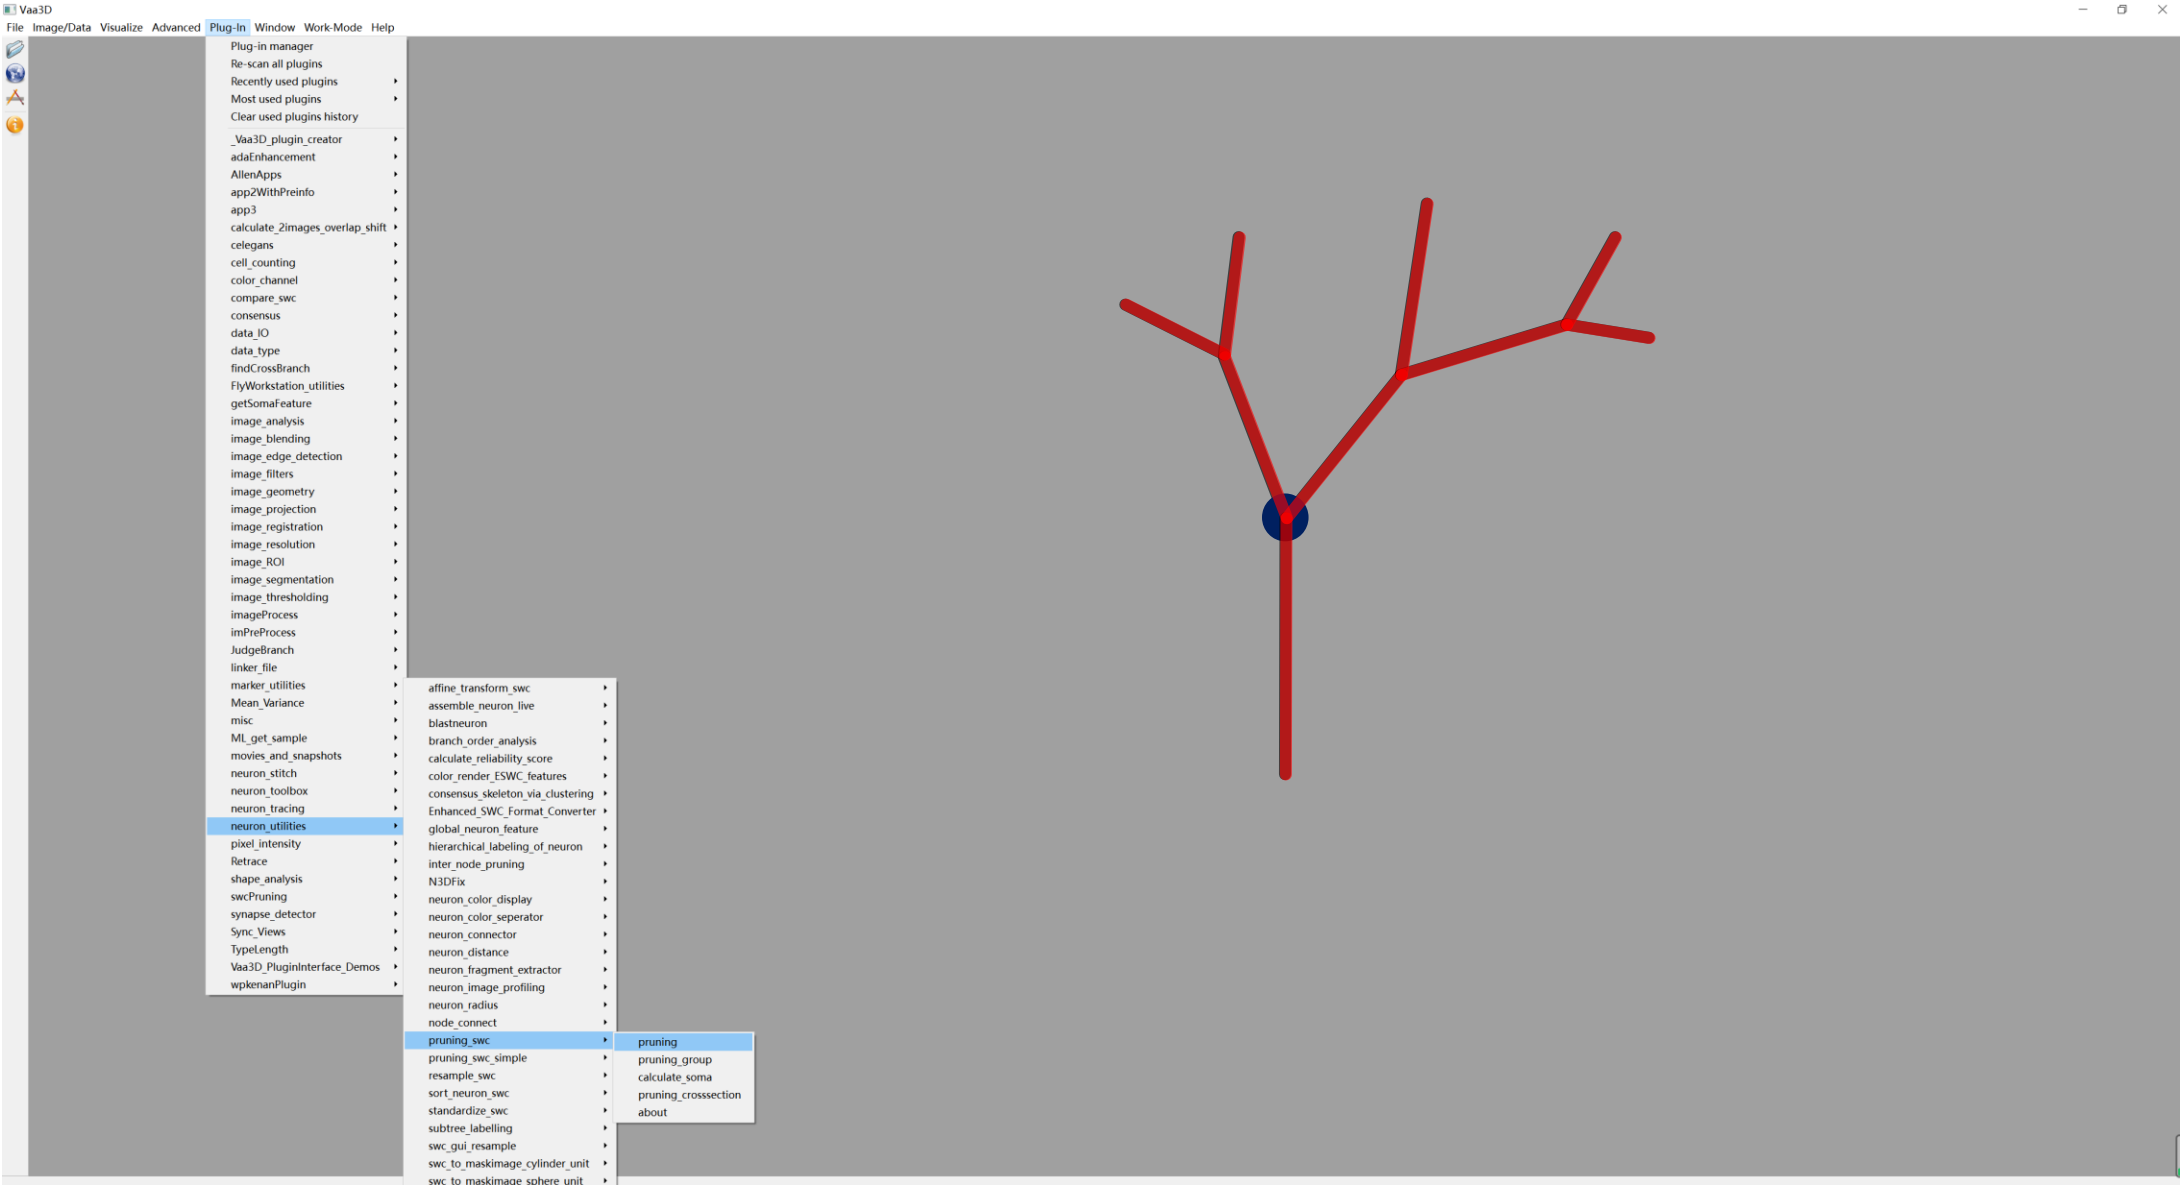 Vaa3D
File Image/Data Visualize Advanced Plug-In Window Work-Mode Help
Plug-in manager
Re-scan all plugins
Recently used plugins
Most used plugins
Clear used plugins history
_Vaa3D_plugin_creator
adaEnhancement
AllenApps
app2WithPreinfo
app3
calculate_2images_overlap_shift
celegans
cell_counting
color_channel
compare_swc
consensus
data_IO
data_type
findCrossBranch
FlyWorkstation_utilities
getSomaFeature
image_analysis
image_blending
image_edge_detection
image_filters
image_geometry
image_projection
image_registration
image_resolution
image_ROI
image_segmentation
image_thresholding
imageProcess
imPreProcess
JudgeBranch
linker_file
marker_utilities
Mean_Variance
misc
ML_get_sample
movies_and_snapshots
neuron_stitch
neuron_toolbox
neuron_tracing
neuron_utilities
pixel_intensity
Retrace
shape_analysis
swcPruning
synapse_detector
Sync_Views
TypeLength
Vaa3D_PluginInterface_Demos
wpkenanPlugin
affine_transform_swc
assemble_neuron_live
blastneuron
branch_order_analysis
calculate_reliability_score
color_render_ESWC_features
consensus_skeleton_via_clustering
Enhanced_SWC_Format_Converter
global_neuron_feature
hierarchical_labeling_of_neuron
inter_node_pruning
N3DFix
neuron_color_display
neuron_color_seperator
neuron_connector
neuron_distance
neuron_fragment_extractor
neuron_image_profiling
neuron_radius
node_connect
pruning_swc
pruning_swc_simple
resample_swc
sort_neuron_swc
standardize_swc
subtree_labelling
swc_gui_resample
swc_to_maskimage_cylinder_unit
swc_to_maskimage_sphere_unit
pruning
pruning_group
calculate_soma
pruning_crosssection
about